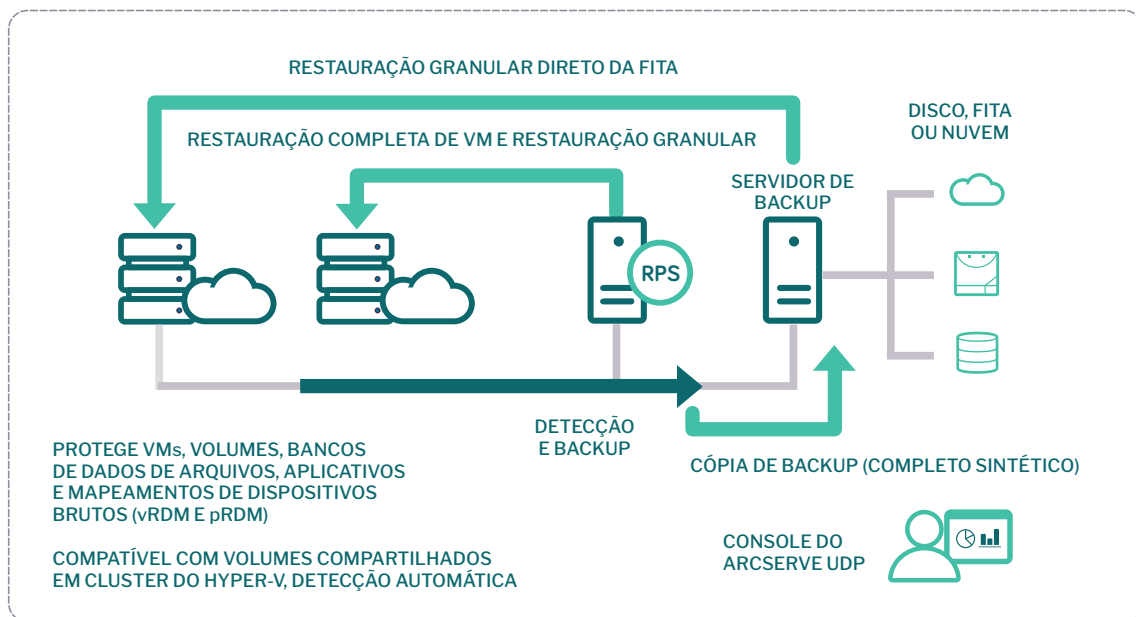 RESTAURAÇÃO GRANULAR DIRETO DA FITA
DISCO, FITA
OU NUVEM
RESTAURAÇÃO COMPLETA DE VM E RESTAURAÇÃO GRANULAR
SERVIDOR DE
BACKUP
RPS
DETECÇÃO
E BACKUP
PROTEGE VMs, VOLUMES, BANCOS
DE DADOS DE ARQUIVOS, APLICATIVOS
E MAPEAMENTOS DE DISPOSITIVOS
BRUTOS (vRDM E pRDM)
COMPATÍVEL COM VOLUMES COMPARTILHADOS
EM CLUSTER DO HYPER-V, DETECÇÃO AUTOMÁTICA
CÓPIA DE BACKUP (COMPLETO SINTÉTICO)
CONSOLE DO
ARCSERVE UDP